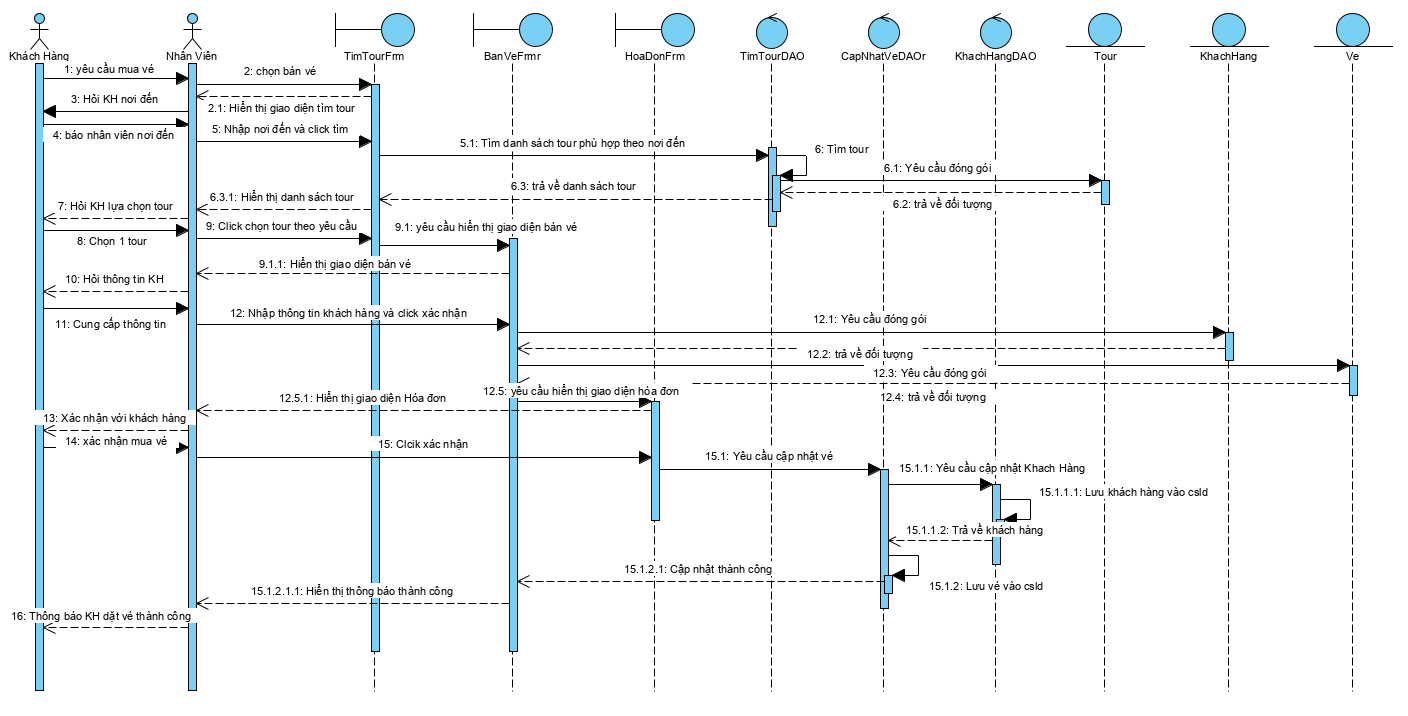 Khách Hàng
Nhân Viên
TimTourFrm
BanVeFrmr
HoaDonFrm
TimTourDAO
CapNhatVeDAOr
KhachHangDAO
Tour
KhachHang
Ve
1: yêu cầu mua vé
2: chọn bán vé
3: Hỏi KH nơi đến
2.1: Hiển thị giao diện tìm tour
4: báo nhân viên nơi đến
5: Nhập nơi đến và click tìm
5.1: Tìm danh sách tour phù hợp theo nơi đến
6: Tìm tour
6.1: Yêu cầu đóng gói
6.2: trả về đối tượng
6.3: trả về danh sách tour
6.3.1: Hiển thị danh sách tour
7: Hỏi KH lựa chọn tour
8: Chọn 1 tour
9: Click chọn tour theo yêu cầu
9.1: yêu cầu hiển thị giao diện bán vé
9.1.1: Hiển thị giao diện bán vé
10: Hỏi thông tin KH
11: Cung cấp thông tin
12: Nhập thông tin khách hàng và click xác nhận
12.1: Yêu cầu đóng gói
12.2: trả về đối tượng
12.3: Yêu cầu đóng gói
12.4: trả về đối tượng
12.5: yêu cầu hiển thị giao diện hóa đơn
12.5.1: Hiển thị giao diện Hóa đơn
13: Xác nhận với khách hàng
14: xác nhận mua vé
15: Clcik xác nhận
15.1: Yêu cầu cập nhật vé
15.1.1: Yêu cầu cập nhật Khach Hàng
15.1.1.1: Lưu khách hàng vào csld
15.1.1.2: Trả về khách hàng
15.1.2: Lưu vé vào csld
15.1.2.1: Cập nhật thành công
15.1.2.1.1: Hiển thị thông báo thành công
16: Thông báo KH dặt vé thành công